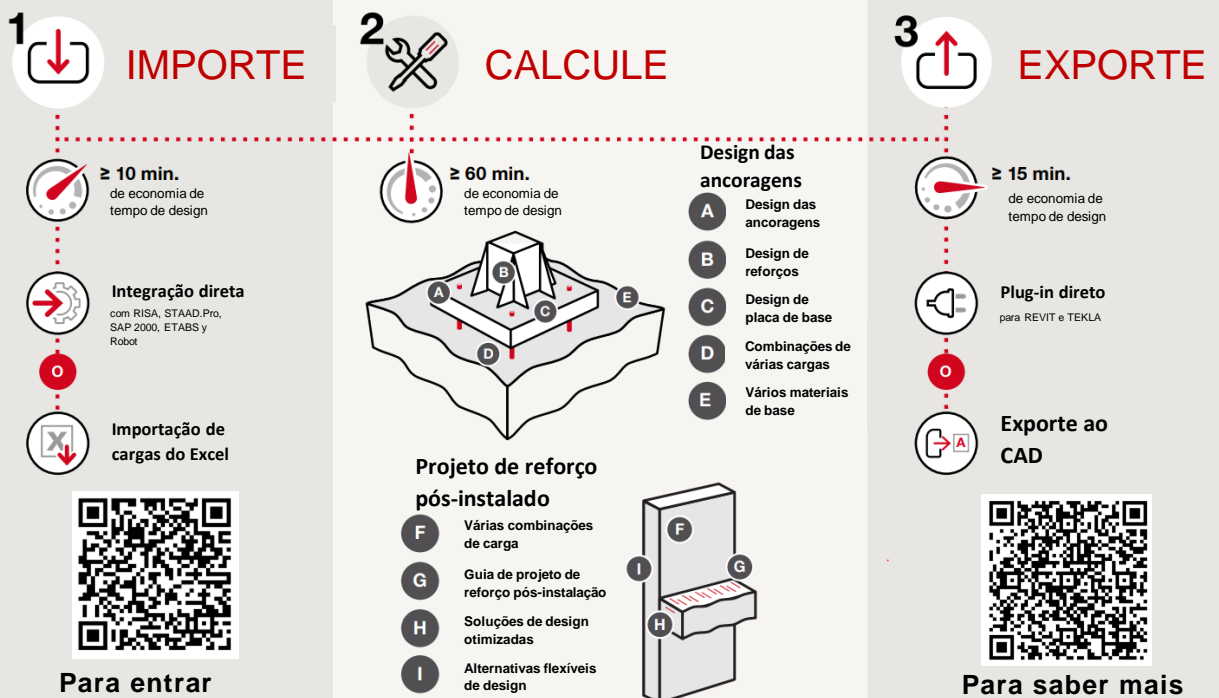 1
IMPORTE
≥ 10 min.
de economia de
tempo de design
Integração direta
com RISA, STAAD.Pro,
SAP 2000, ETABS y
Robot
O
Importação de
cargas do Excel
Para entrar
2
CALCULE
≥ 60 min.
de economia de
tempo de design
A
B
C
D
E
Design das
ancoragens
A
Design das
ancoragens
B
Design de
reforços
C
Design de
placa de base
D
Combinações de
várias cargas
E
Vários materiais
de base
Projeto de reforço
pós-instalado
F
Várias combinações
de carga
G
Guia de projeto de
reforço pós-instalação
H
Soluções de design
otimizadas
I
Alternativas flexíveis
de design
F
I
G
H
3
EXPORTE
≥ 15 min.
de economia de
tempo de design
Plug-in direto
para REVIT e TEKLA
O
A
Exporte ao
CAD
Para saber mais